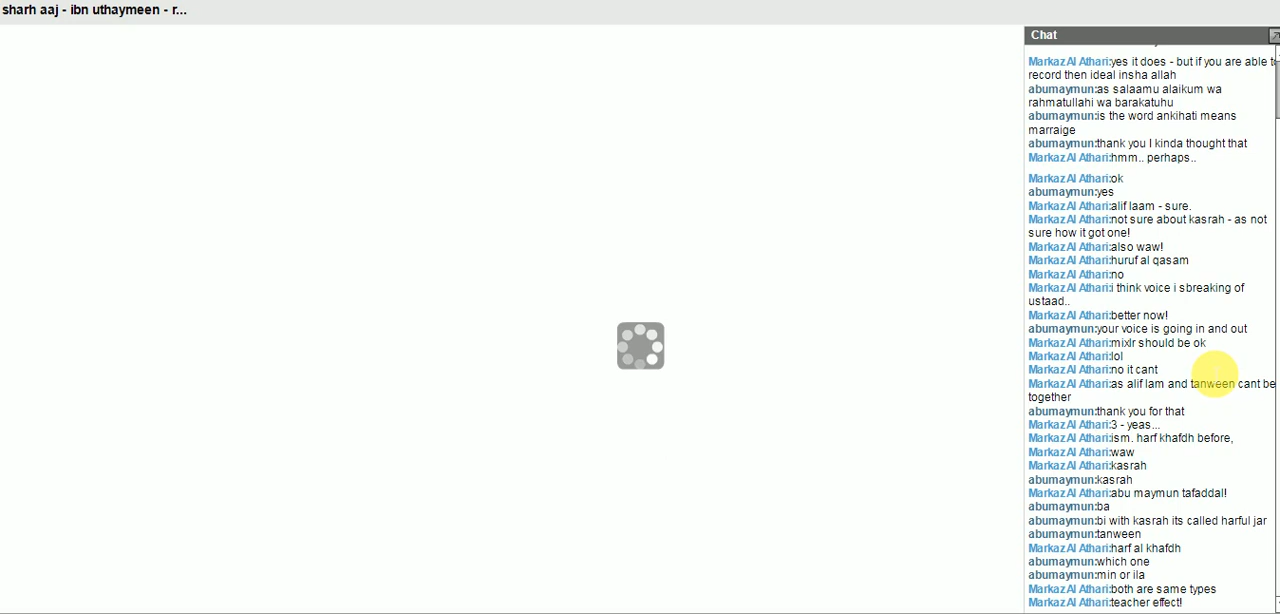 sharh aaj - ibn uthaymeen - r...
Chat
MarkazAl Athari:yes it does - but if you are able to
record then ideal insha allah
abumaymun:as salaamu alaikum wa
rahmatullahi wa barakatuhu
abumaymun:is the word ankihati means
marraige
abumaymun:thank you I kinda thought that
MarkazAl Athari:hmm.. perhaps..
MarkazAl Athari:ok
abumaymun:yes
MarkazAl Athari:alif laam - sure.
MarkazAl Athari:not sure about kasrah - as not
sure how it got one!
MarkazAl Athari:also waw!
MarkazAl Athari:huruf al qasam
MarkazAl Athari:no
MarkazAl Athari:i think voice i sbreaking of
ustaad..
MarkazAl Athari:better now!
abumaymun:your voice is going in and out
MarkazAl Athari:mixlr should be ok
MarkazAl Athari:lol
MarkazAl Athari:no it cant
MarkazAl Athari:as alif lam and tanween cant be
together
abumaymun:thank you for that
MarkazAl Athari:3 - yeas...
MarkazAl Athari:ism. harf khafdh before,
MarkazAl Athari:waw
MarkazAl Athari:kasrah
abumaymun:kasrah
MarkazAl Athari:abu maymun tafaddal!
abumaymun:ba
abumaymun:bi with kasrah its called harful jar
abumaymun:tanween
MarkazAl Athari:harf al khafdh
abumaymun:which one
abumaymun:min or ila
MarkazAl Athari:both are same types
MarkazAl Athari:teacher effect!